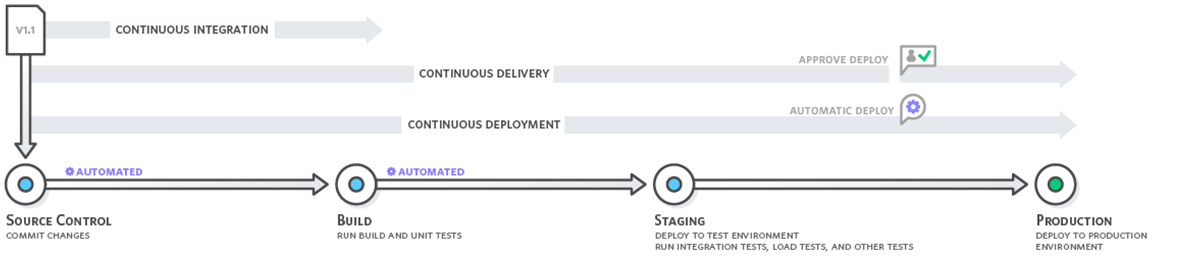 V1.1
CONTINUOUS INTEGRATION
APPROVE DEPLOY
CONTINUOUS DELIVERY
AUTOMATIC DEPLOY
CONTINUOUS DEPLOYMENT
AUTOMATED
AUTOMATED
SOURCE CONTROL
COMMIT CHANGES
BUILD
RUN BUILD AND UNIT TESTS
STAGING
DEPLOY TO TEST ENVIRONMENT
RUN INTEGRATION TESTS, LOAD TESTS, AND OTHER TESTS
PRODUCTION
DEPLOY TO PRODUCTION
ENVIRONMENT